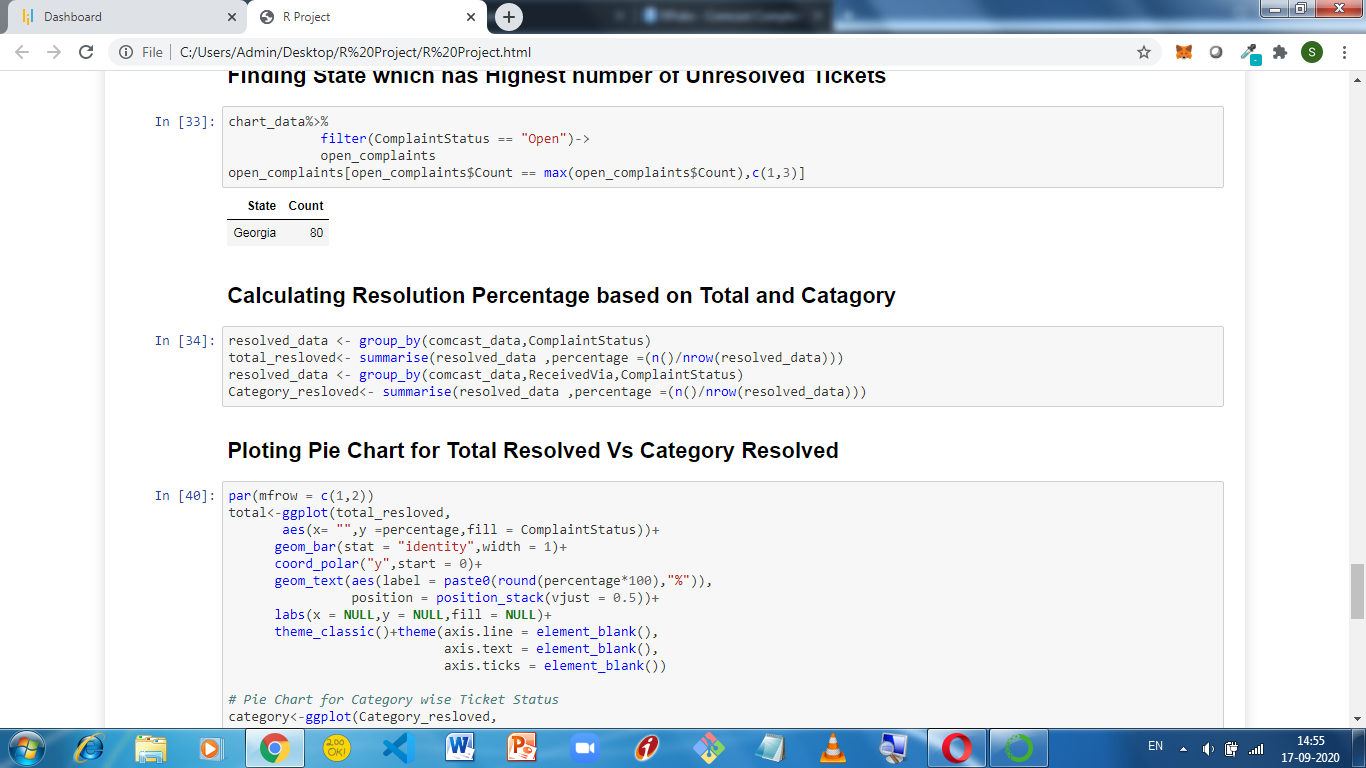 Dashboard
R Project
File
C:/Users/Admin/Desktop/R%20Project/R%20Project.html
S
Finding State which has Highest number of Unresolved Tickets
In [33]:
chart_data%>%
filter(ComplaintStatus == "Open")->
open_complaints
open_complaints[open_complaints$Count == max(open_complaints$Count),c(1,3)]
State Count
Georgia 80
Calculating Resolution Percentage based on Total and Catagory
In [34]:
resolved_data <- group_by(comcast_data,ComplaintStatus)
total_resloved<- summarise(resolved_data ,percentage =(n()/nrow(resolved_data)))
resolved_data <- group_by(comcast_data,ReceivedVia,ComplaintStatus)
Category_resloved<- summarise(resolved_data ,percentage =(n()/nrow(resolved_data)))
Ploting Pie Chart for Total Resolved Vs Category Resolved
In [40]:
par(mfrow = c(1,2))
total<-ggplot(total_resloved,
aes(x= "",y =percentage,fill = ComplaintStatus))+
geom_bar(stat = "identity",width = 1)+
coord_polar("y",start = 0)+
geom_text(aes(label = paste0(round(percentage*100),"%")),
position = position_stack(vjust = 0.5))+
labs(x = NULL,y = NULL,fill = NULL)+
theme_classic()+theme(axis.line = element_blank(),
axis.text = element_blank(),
axis.ticks = element_blank())
# Pie Chart for Category wise Ticket Status
category<-ggplot(Category_resloved,
200
OK!
EN
14:55
17-09-2020